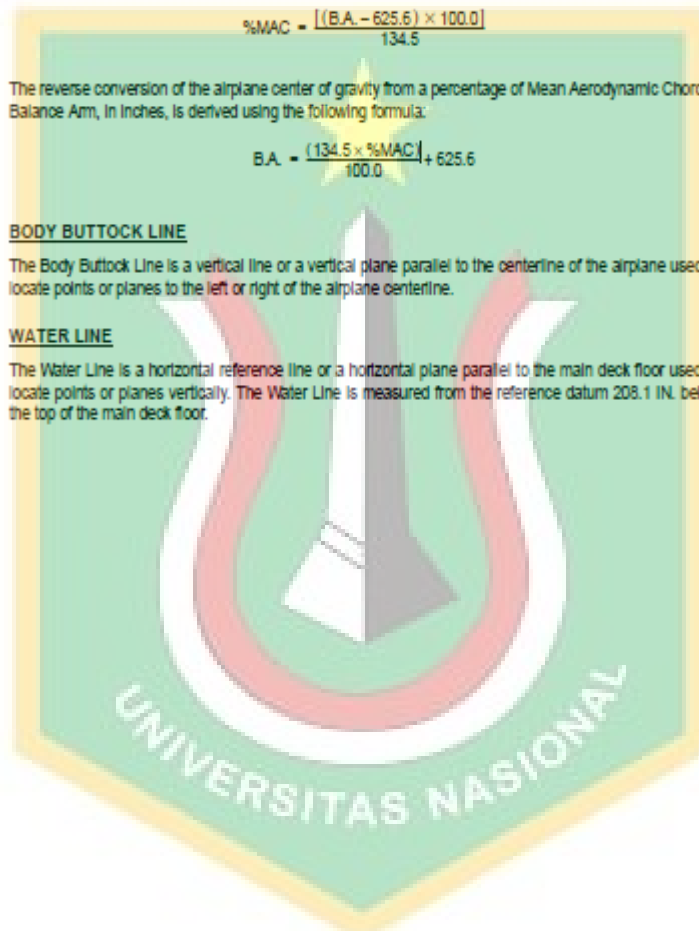 %MAC = [(B.A. – 625.6) × 100.0]
134.5
The reverse conversion of the airplane center of gravity from a percentage of Mean Aerodynamic Chord
Balance Arm, in inches, is derived using the following formula:
B.A. = (134.5 × %MAC) + 625.6
100.0
BODY BUTTOCK LINE
The Body Buttock Line is a vertical line or a vertical plane parallel to the centerline of the airplane used
locate points or planes to the left or right of the airplane centerline.
WATER LINE
The Water Line is a horizontal reference line or a horizontal plane parallel to the main deck floor used
locate points or planes vertically. The Water Line is measured from the reference datum 208.1 IN.
the top of the main deck floor.
UNIVERSITAS NASIONAL